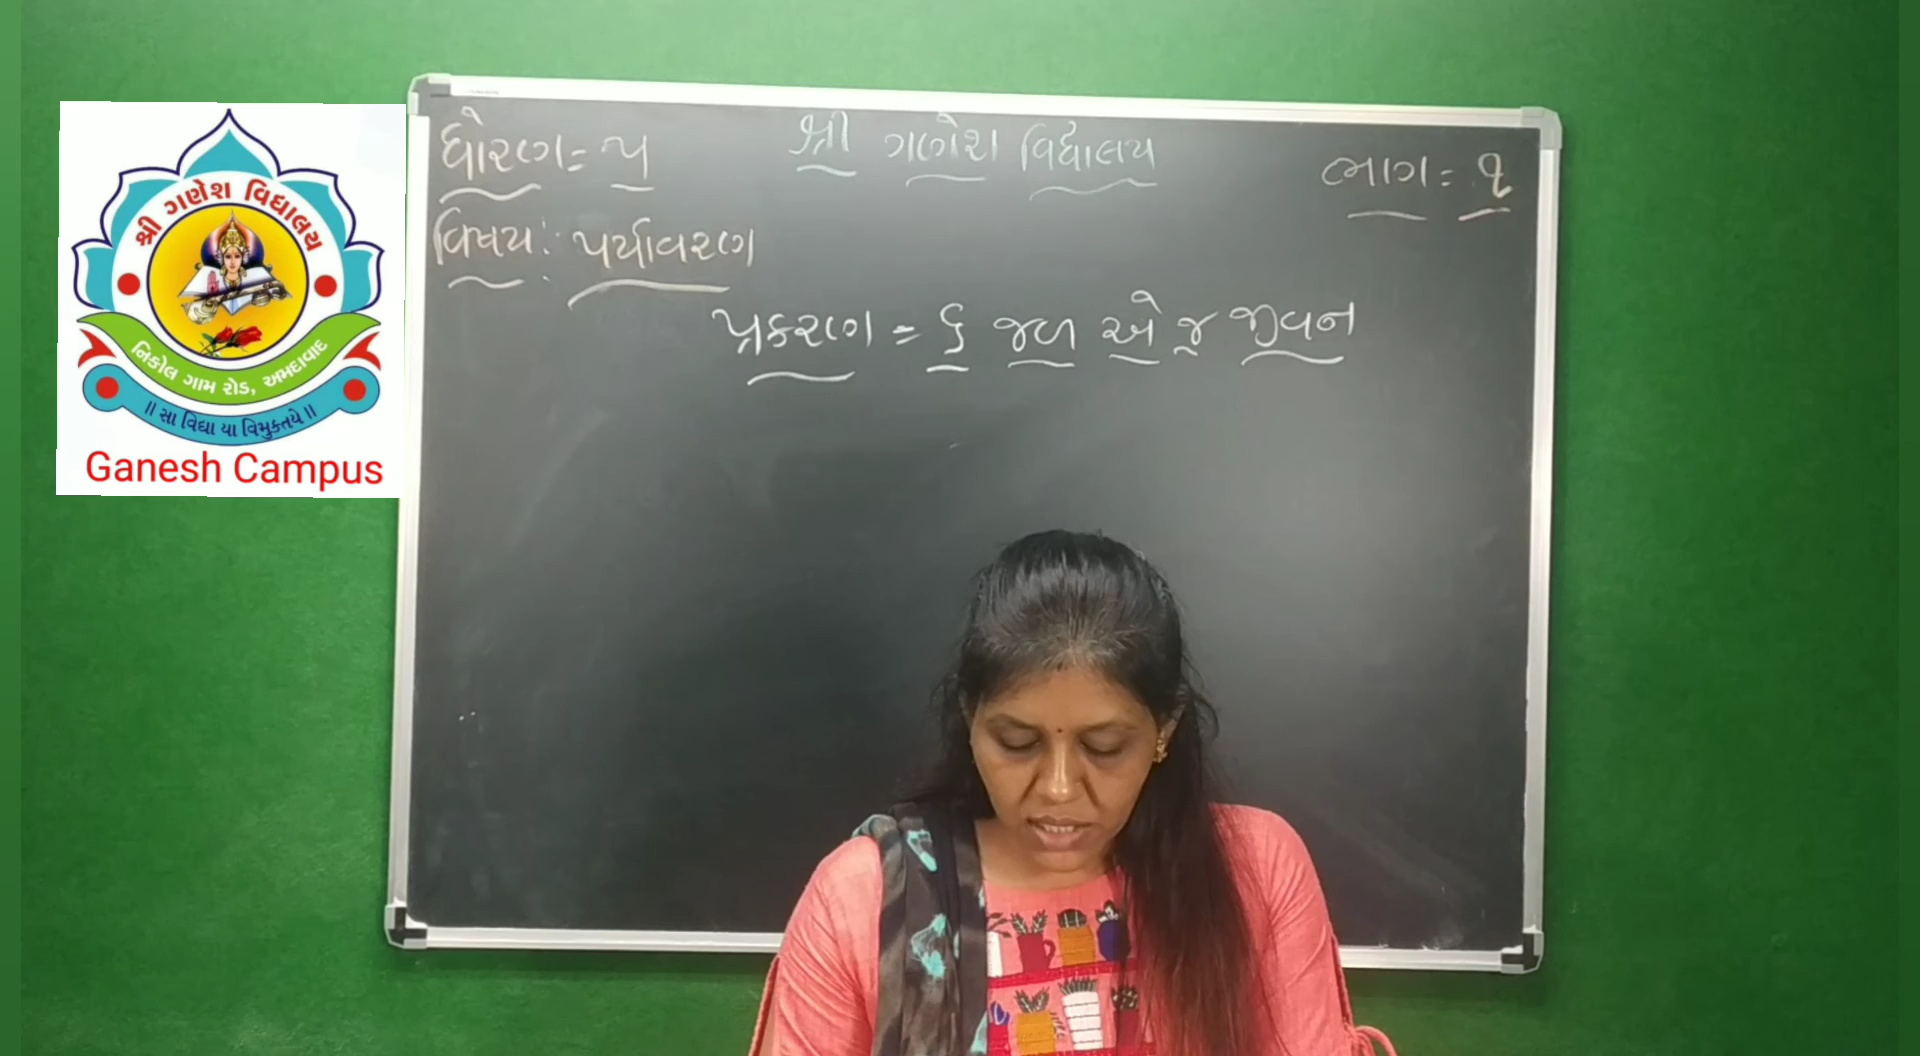 શ્રી ગણેશ વિદ્યાલય
નિકોલ ગામ રોડ, અમદાવાદ
॥ સા વિદ્યા યા વિમુક્તયે ॥
Ganesh Campus
ધોરણ = ૫ શ્રી ગણેશ વિદ્યાલય ભાગ = ૧
વિષય : પર્યાવરણ
પ્રકરણ = ૬ જળ એ જ જીવન